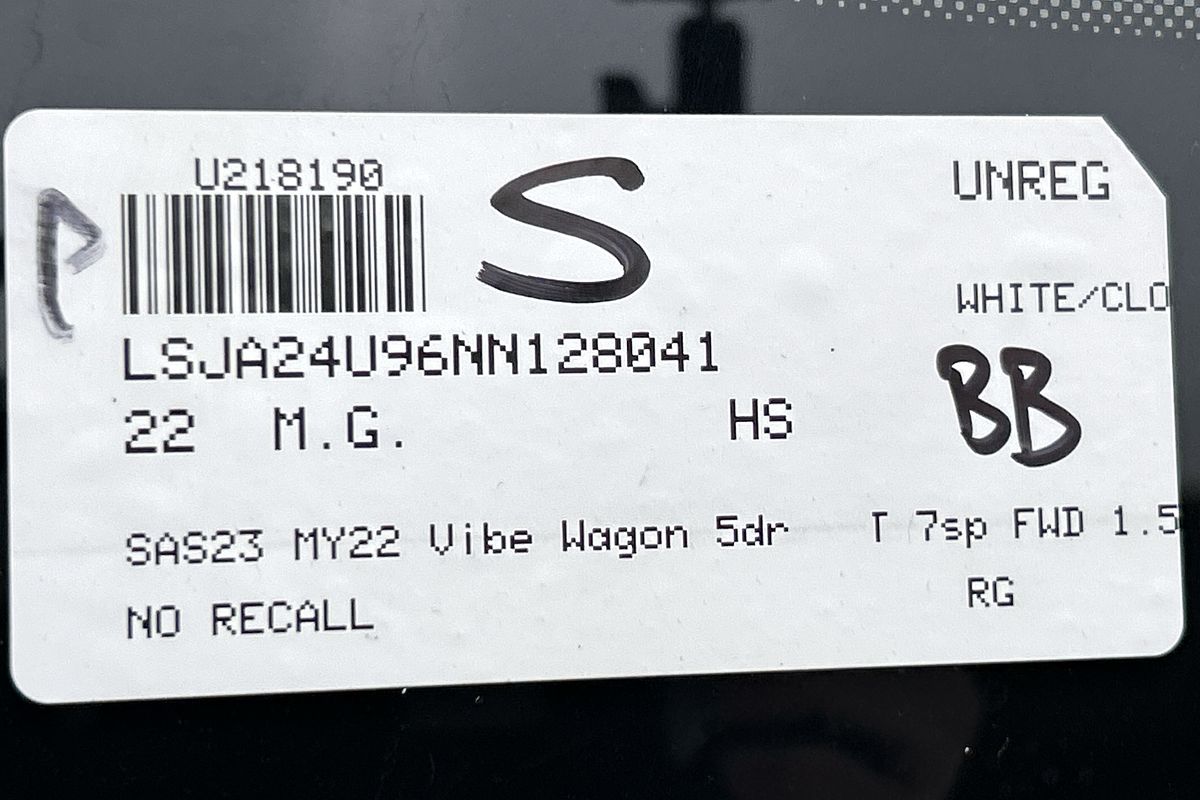 U218190
S
UNREG
P
WHITE/CLO
LSJA24U96NN128041
BB
22 M.G. HS
SAS23 MY22 Vibe Wagon 5dr T 7sp FWD 1.5
RG
NO RECALL